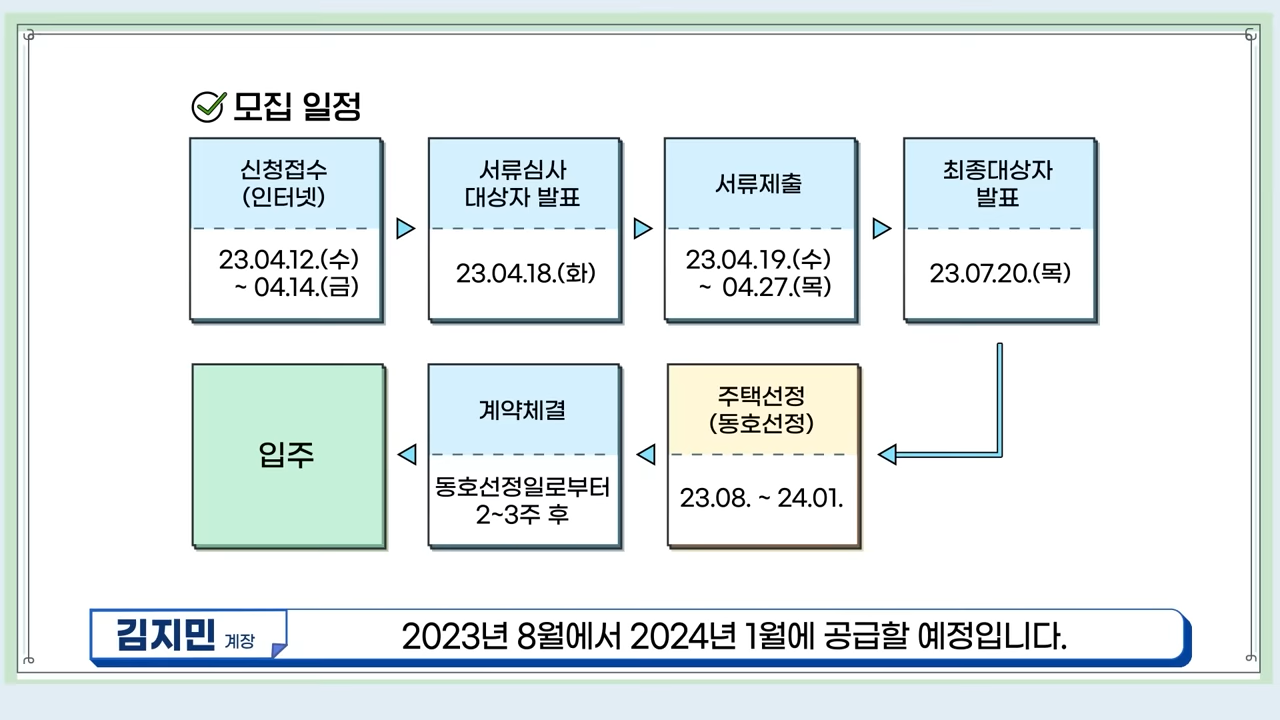 모집 일정
신청접수
(인터넷)
23.04.12.(수)
~ 04.14.(금)
서류심사
대상자 발표
23.04.18.(화)
서류제출
23.04.19.(수)
~ 04.27.(목)
최종대상자
발표
23.07.20.(목)
주택선정
(동호선정)
23.08. ~ 24.01.
계약체결
동호선정일로부터
2~3주 후
입주
김지민 계장
2023년 8월에서 2024년 1월에 공급할 예정입니다.